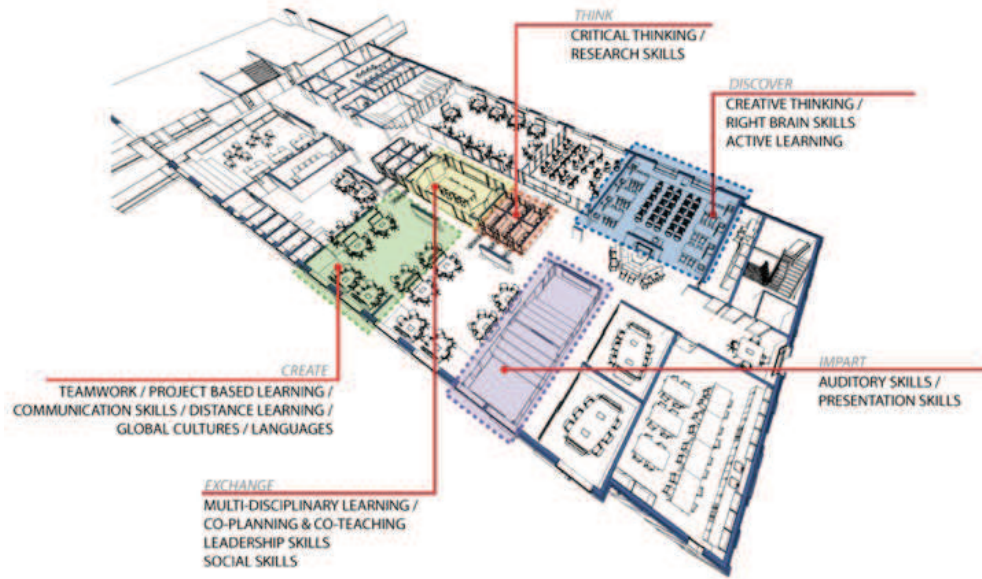 THINK
CRITICAL THINKING /
RESEARCH SKILLS
DISCOVER
CREATIVE THINKING /
RIGHT BRAIN SKILLS
ACTIVE LEARNING
CREATE
TEAMWORK / PROJECT BASED LEARNING /
COMMUNICATION SKILLS / DISTANCE LEARNING /
GLOBAL CULTURES / LANGUAGES
IMPART
AUDITORY SKILLS /
PRESENTATION SKILLS
EXCHANGE
MULTI-DISCIPLINARY LEARNING /
CO-PLANNING & CO-TEACHING
LEADERSHIP SKILLS
SOCIAL SKILLS